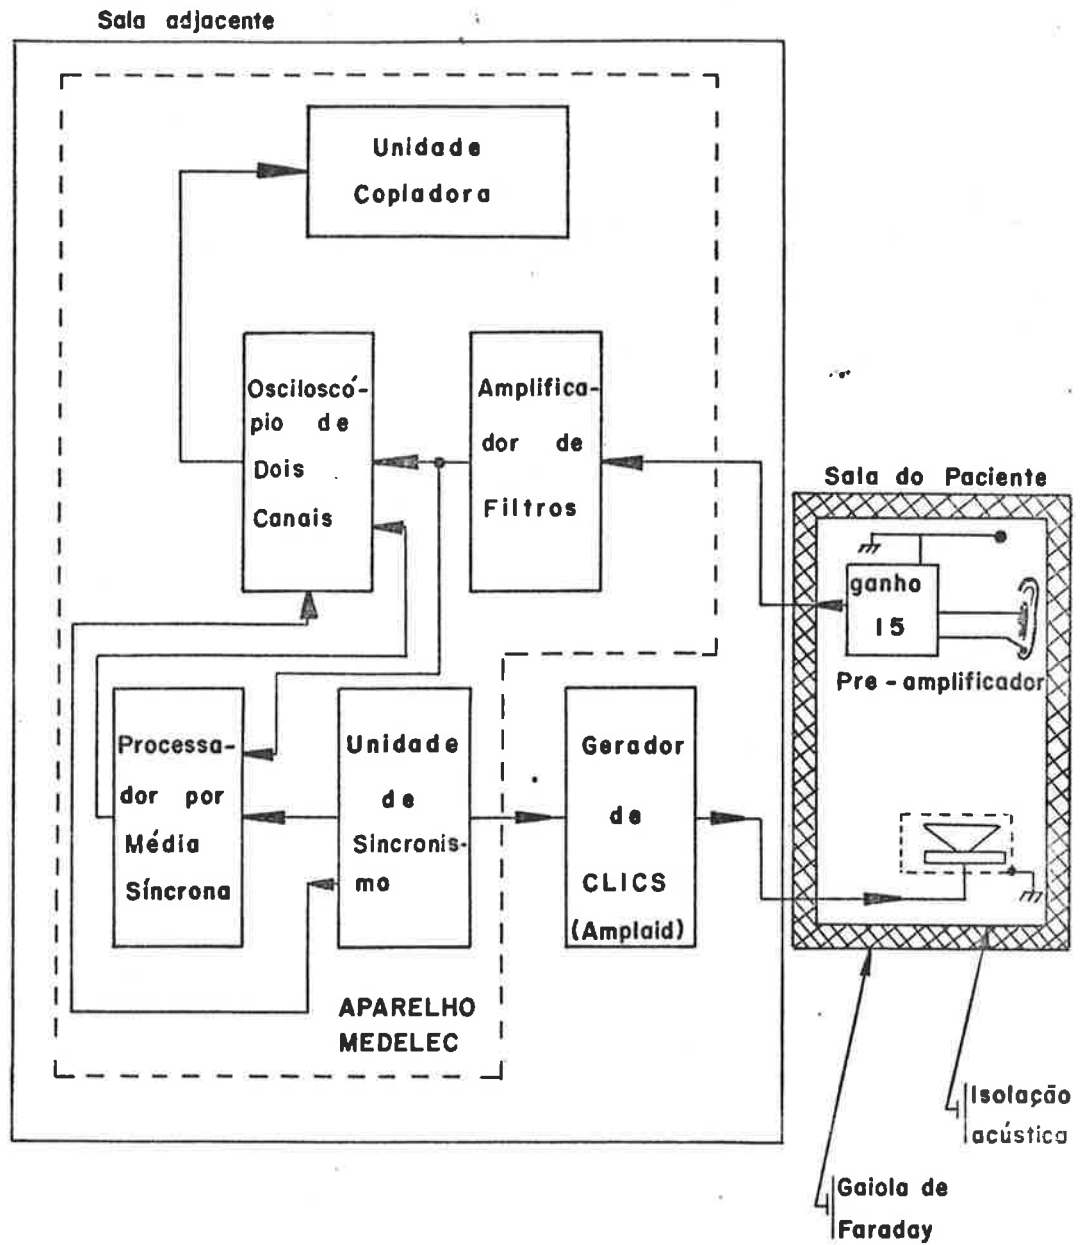 Sala adjacente
Unidade
Copiadora
Osciloscó-
pio de
Dois
Canais
Amplifica-
dor de
Filtros
Sala do Paciente
ganho
15
Pre-amplificador
Processa-
dor por
Média
Síncrona
Unidade
de
Sincronis-
mo
Gerador
de
CLICS
(Amplaid)
APARELHO
MEDELEC
Isolação
acústica
Gaiola de
Faraday